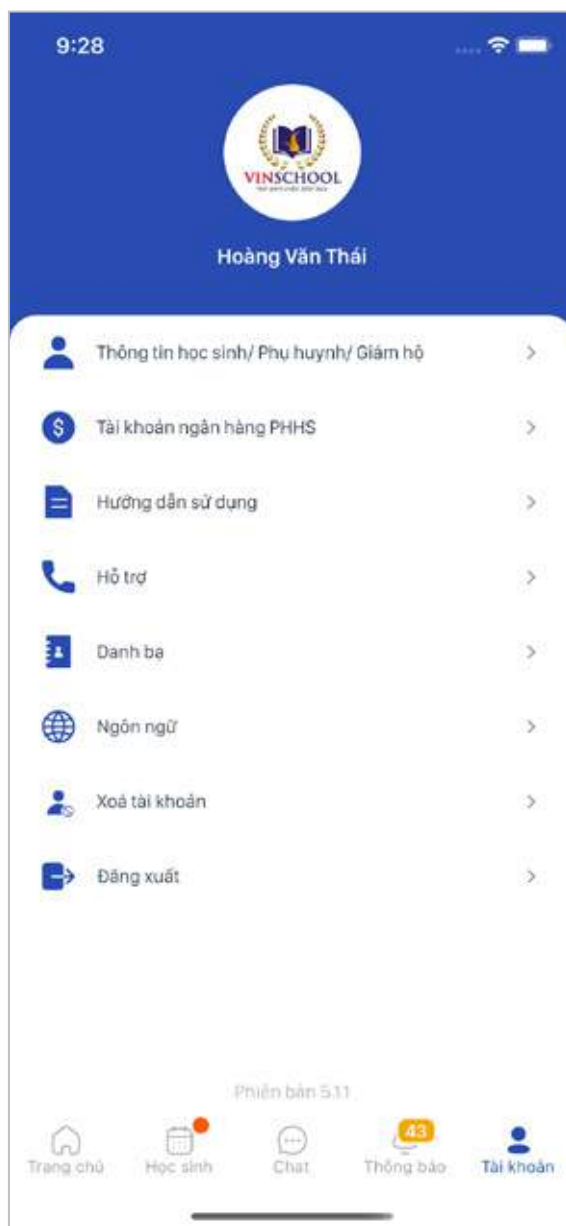 9:28
VINSCHOOL
Hoàng Văn Thái
Thông tin học sinh/ Phụ huynh/ Giám hộ
$
Tài khoản ngân hàng PHHS
Hướng dẫn sử dụng
Hỗ trợ
Danh bạ
Ngôn ngữ
Xoá tài khoản
Đăng xuất
Phiên bản 5.1.1
43
Trang chủ Học sinh Chat Thông báo Tài khoản